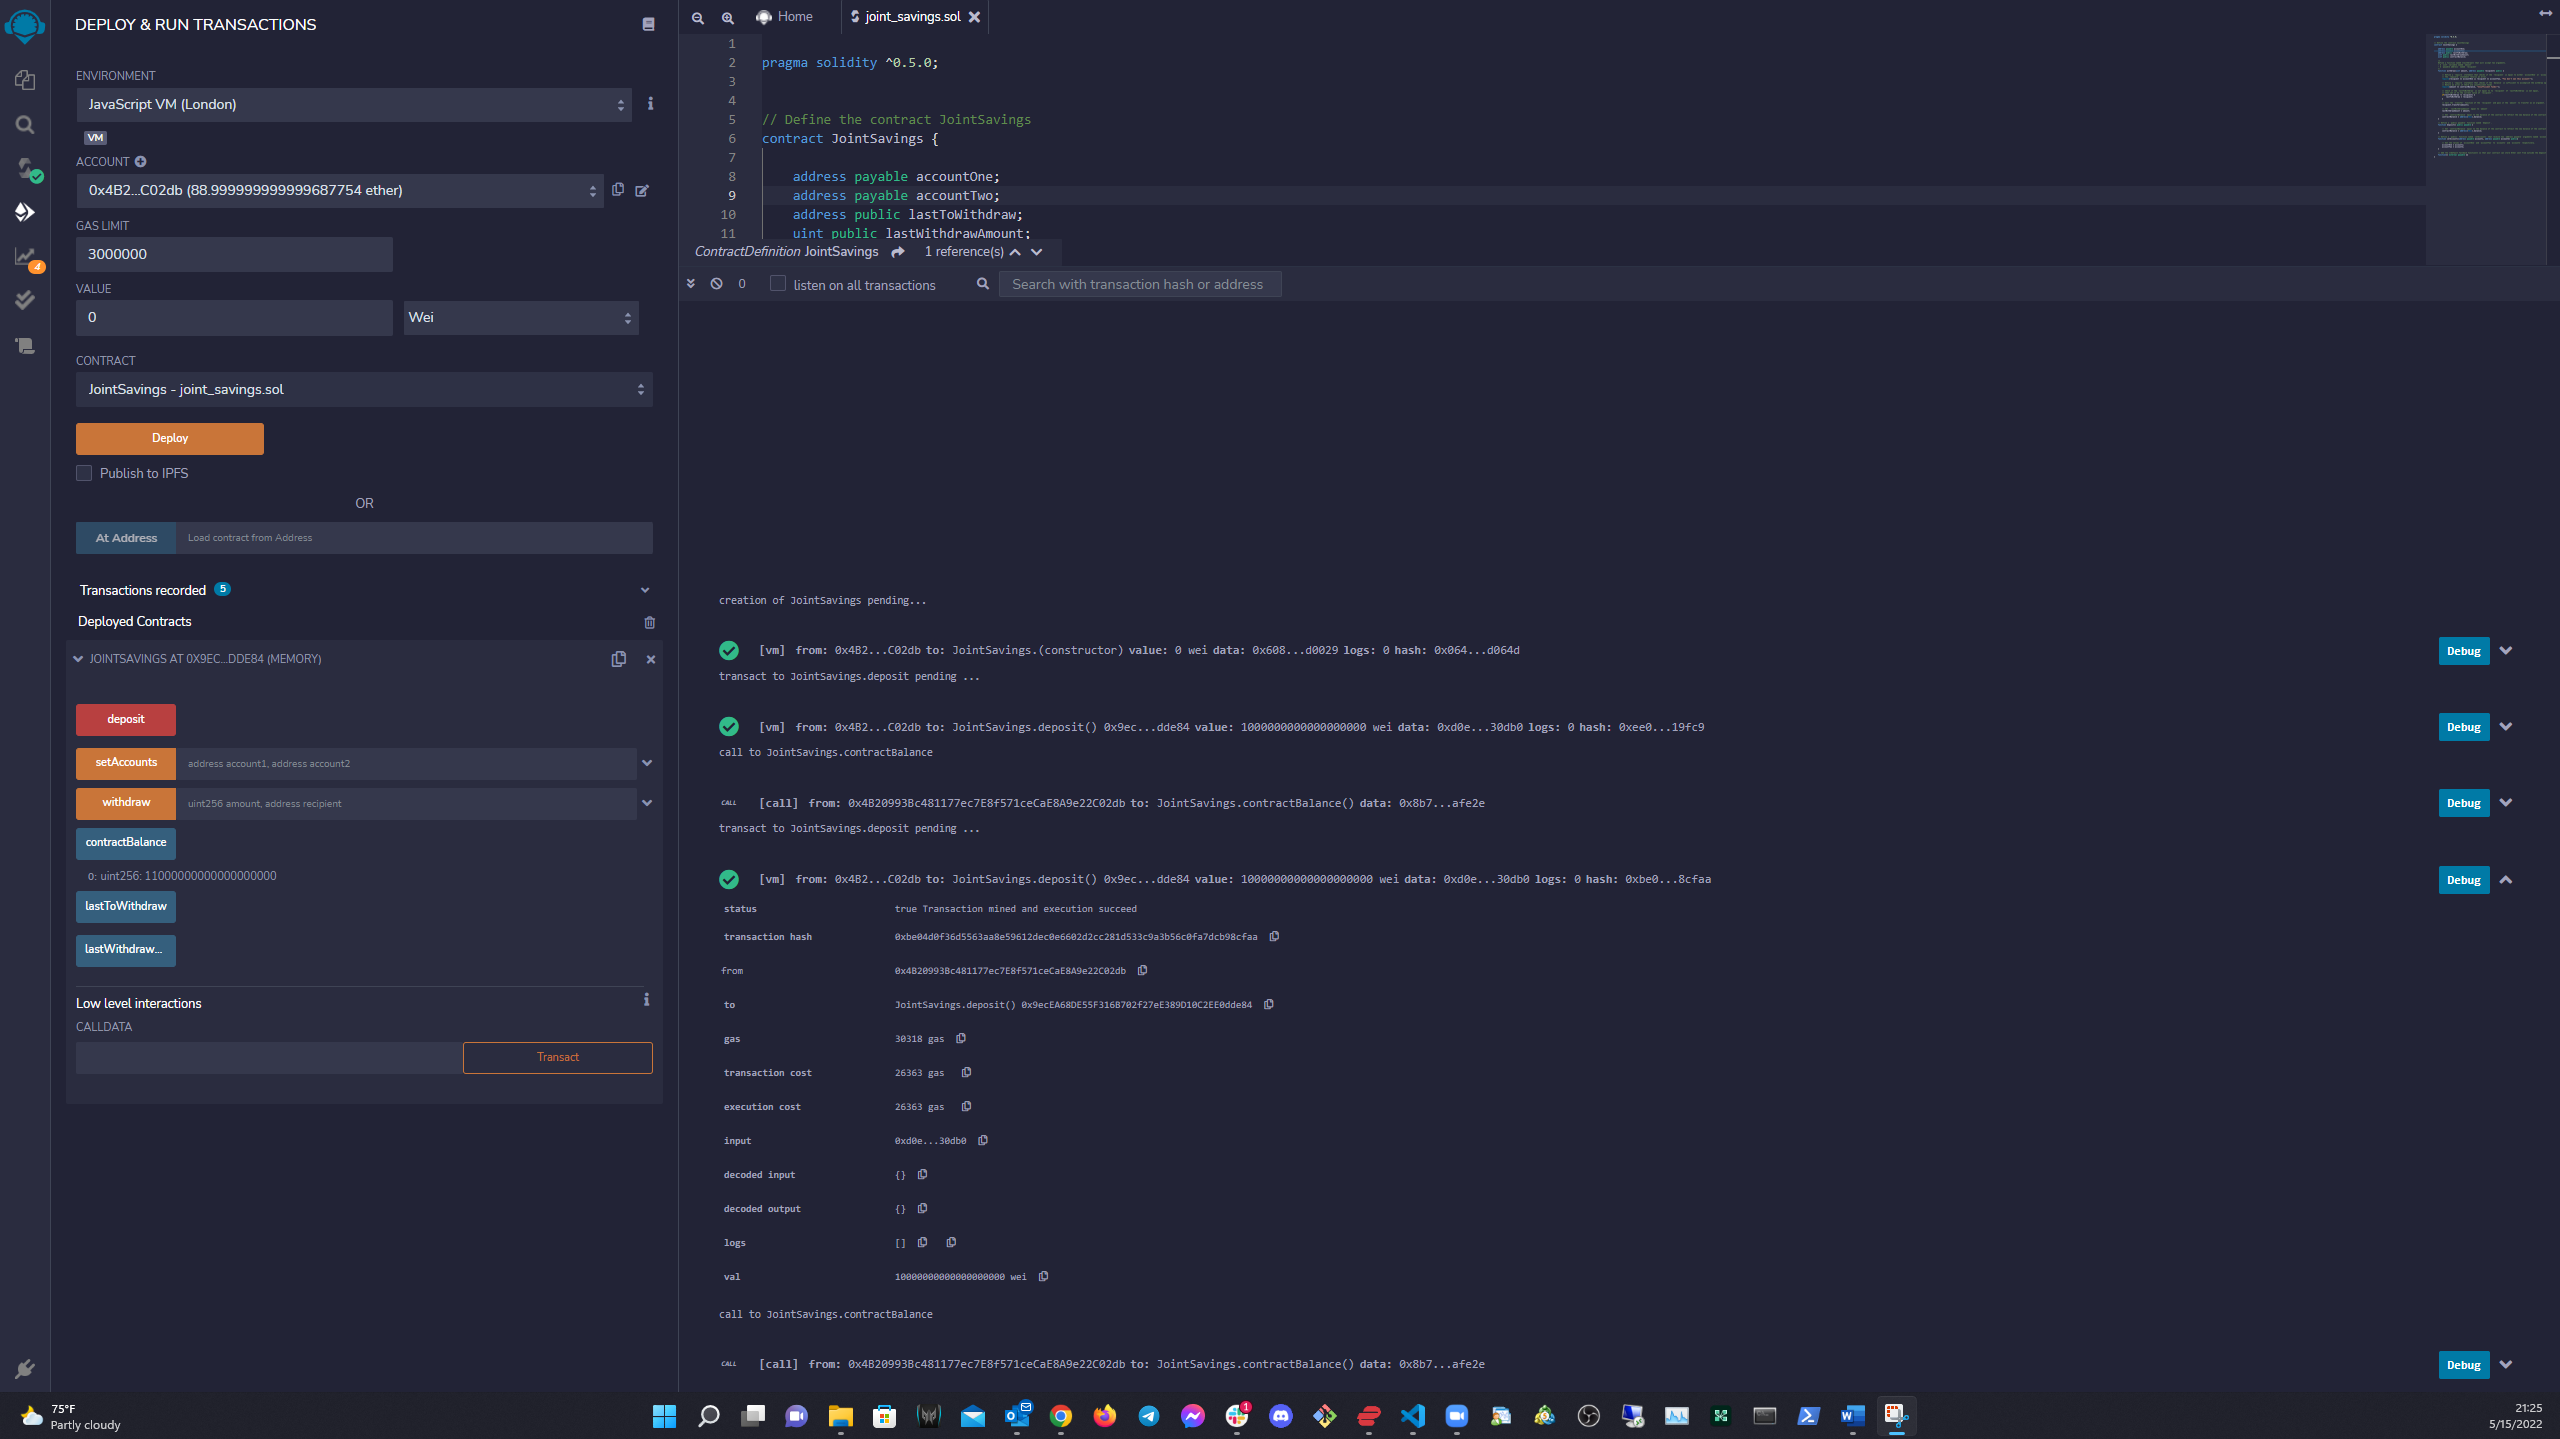 DEPLOY & RUN TRANSACTIONS
ENVIRONMENT
JavaScript VM (London)
VM
ACCOUNT
0x4B2...C02db (88.999999999999687754 ether)
GAS LIMIT
3000000
VALUE
0
Wei
CONTRACT
JointSavings - joint_savings.sol
Deploy
Publish to IPFS
OR
At Address
Load contract from Address
Transactions recorded 5
Deployed Contracts
JOINTSAVINGS AT 0X9EC...DDE84 (MEMORY)
deposit
setAccounts
address account1, address account2
withdraw
uint256 amount, address recipient
contractBalance
0: uint256: 11000000000000000000
lastToWithdraw
lastWithdraw...
Low level interactions
CALLDATA
Transact
4
Home
joint_savings.sol
1
2 pragma solidity ^0.5.0;
3
4
5 // Define the contract JointSavings
6 contract JointSavings {
7
8 address payable accountOne;
9 address payable accountTwo;
10 address public lastToWithdraw;
11 uint public lastWithdrawAmount;
ContractDefinition JointSavings 1 reference(s)
0 listen on all transactions
Search with transaction hash or address
creation of JointSavings pending...
[vm] from: 0x4B2...C02db to: JointSavings.(constructor) value: 0 wei data: 0x608...d0029 logs: 0 hash: 0x064...d064d
Debug
transact to JointSavings.deposit pending ...
[vm] from: 0x4B2...C02db to: JointSavings.deposit() 0x9ec...dde84 value: 1000000000000000000 wei data: 0xd0e...30db0 logs: 0 hash: 0xee0...19fc9
Debug
call to JointSavings.contractBalance
CALL [call] from: 0x4B20993Bc481177ec7E8f571ceCaE8A9e22C02db to: JointSavings.contractBalance() data: 0x8b7...afe2e
Debug
transact to JointSavings.deposit pending ...
[vm] from: 0x4B2...C02db to: JointSavings.deposit() 0x9ec...dde84 value: 10000000000000000000 wei data: 0xd0e...30db0 logs: 0 hash: 0xbe0...8cfaa
Debug
status true Transaction mined and execution succeed
transaction hash 0xbe04d0f36d5563aa8e59612dec0e6602d2cc281d533c9a3b56c0fa7dcb98cfaa
from 0x4B20993Bc481177ec7E8f571ceCaE8A9e22C02db
to JointSavings.deposit() 0x9ecEA68DE55F316B702f27eE389D10C2EE0dde84
gas 30318 gas
transaction cost 26363 gas
execution cost 26363 gas
input 0xd0e...30db0
decoded input {}
decoded output {}
logs []
val 10000000000000000000 wei
call to JointSavings.contractBalance
CALL [call] from: 0x4B20993Bc481177ec7E8f571ceCaE8A9e22C02db to: JointSavings.contractBalance() data: 0x8b7...afe2e
Debug
75°F
Partly cloudy
1
21:25
5/15/2022